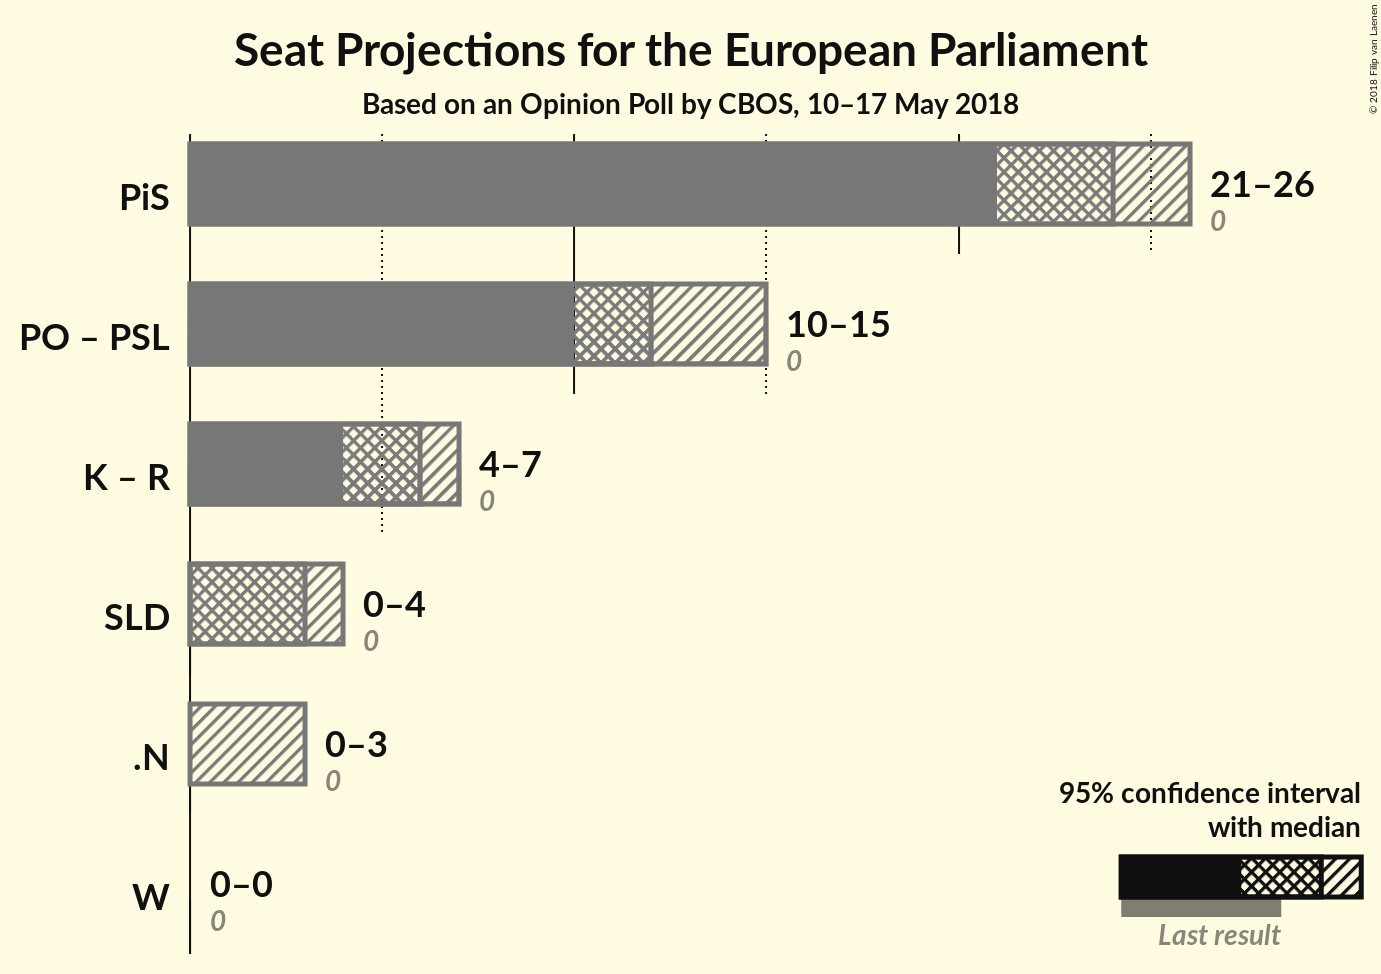 Seat Projections for the European Parliament
Based on an Opinion Poll by CBOS, 10–17 May 2018
© 2018 Filip van Laenen
PiS
21–26
0
PO – PSL
10–15
0
K – R
4–7
0
SLD
0–4
0
.N
0–3
0
W
0–0
0
95% confidence interval
with median
Last result